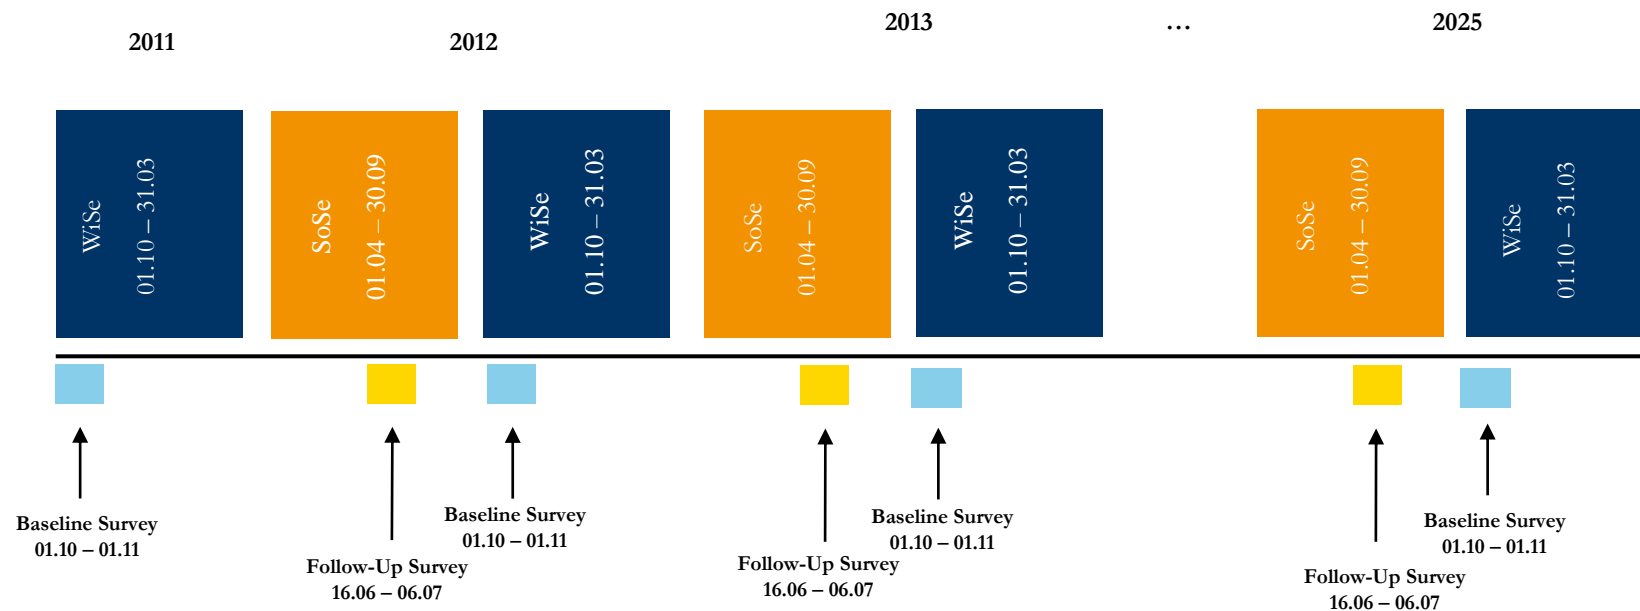 2011
2012
2013
…
2025
WiSe
01.10 – 31.03
SoSe
01.04 – 30.09
WiSe
01.10 – 31.03
SoSe
01.04 – 30.09
WiSe
01.10 – 31.03
SoSe
01.04 – 30.09
WiSe
01.10 – 31.03
Baseline Survey
01.10 – 01.11
Follow-Up Survey
16.06 – 06.07
Baseline Survey
01.10 – 01.11
Follow-Up Survey
16.06 – 06.07
Baseline Survey
01.10 – 01.11
Follow-Up Survey
16.06 – 06.07
Baseline Survey
01.10 – 01.11